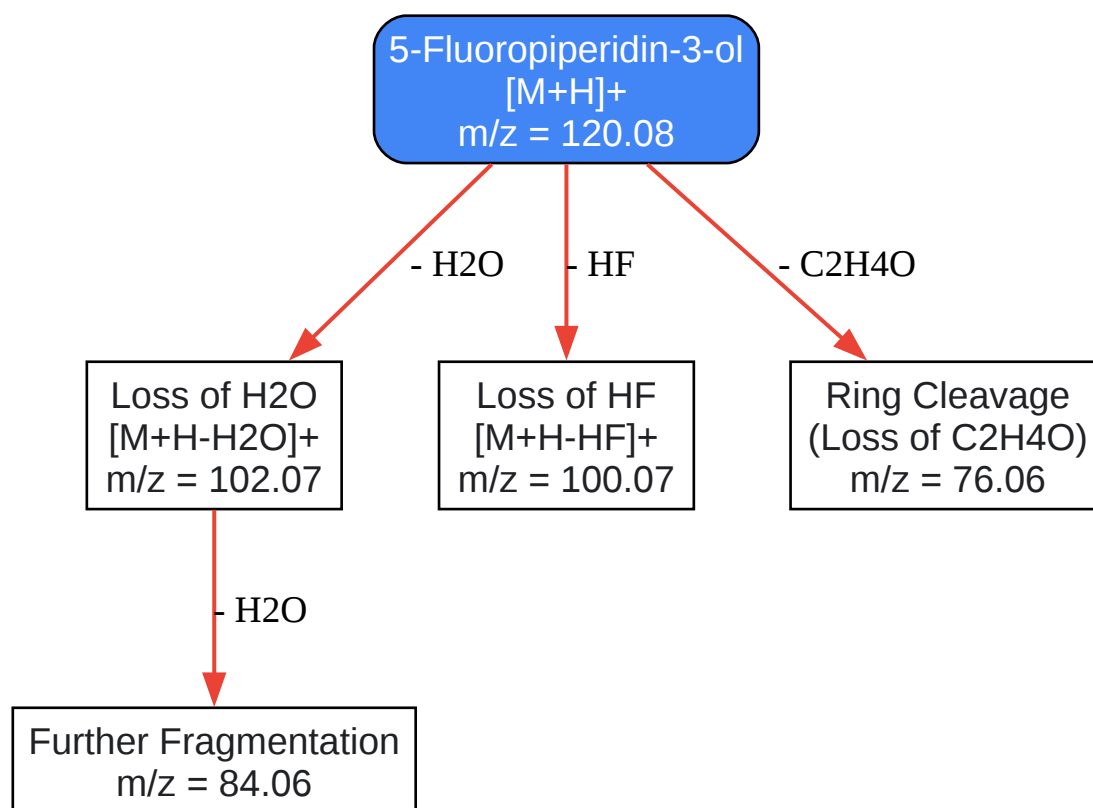 5-Fluoropiperidin-3-ol
[M+H]+
m/z = 120.08
- H2O
- HF
- C2H4O
Loss of H2O
[M+H-H2O]+
m/z = 102.07
Loss of HF
[M+H-HF]+
m/z = 100.07
Ring Cleavage
(Loss of C2H4O)
m/z = 76.06
- H2O
Further Fragmentation
m/z = 84.06